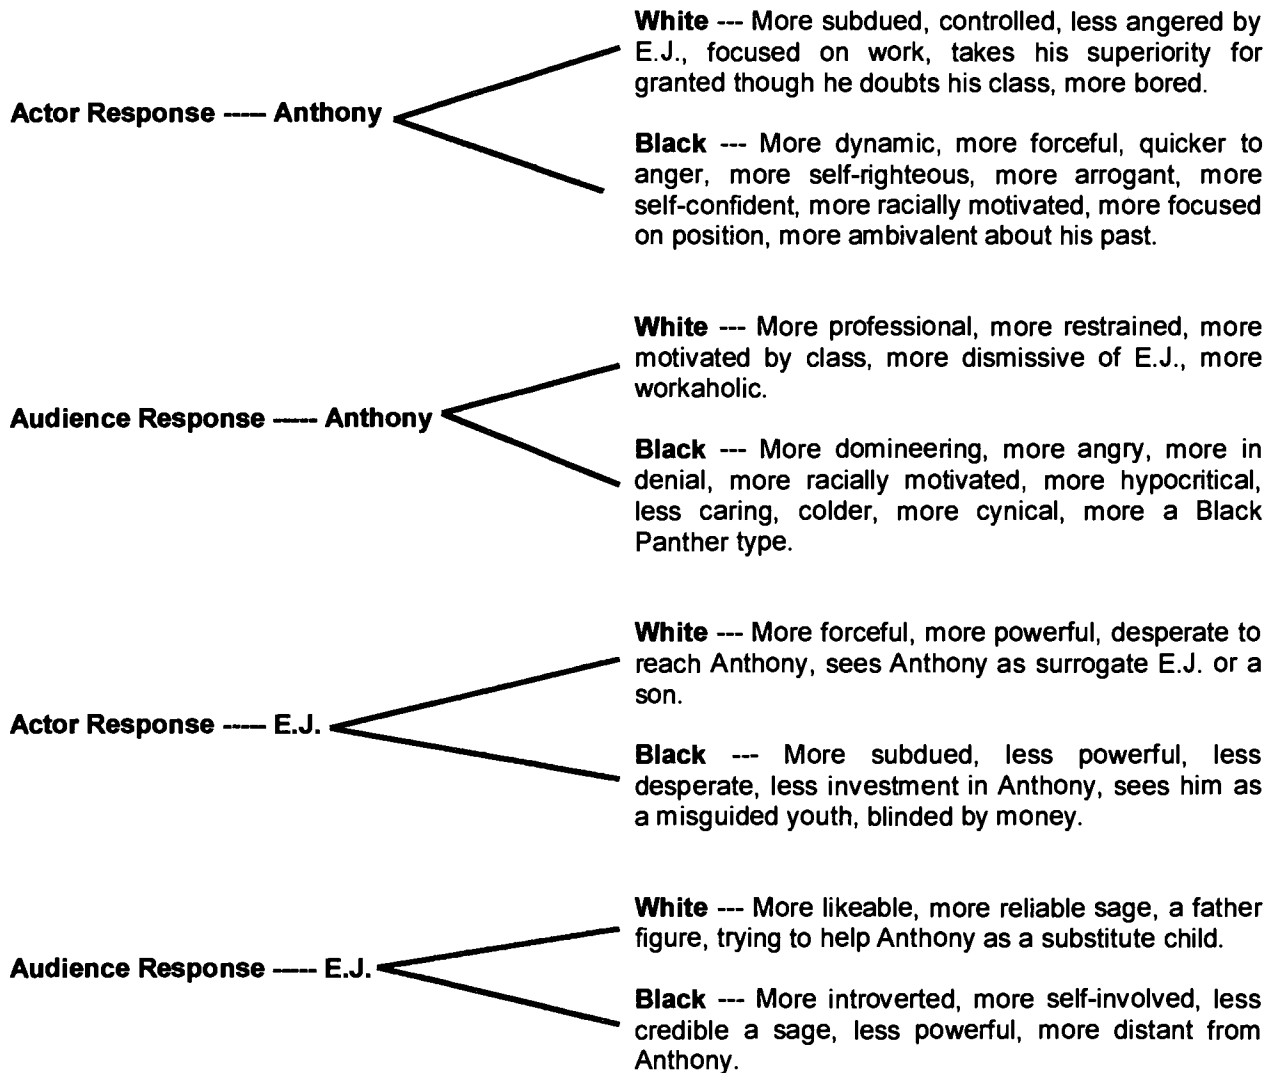 White --- More subdued, controlled, less angered by
E.J., focused on work, takes his superiority for
granted though he doubts his class, more bored.
Actor Response ----- Anthony
Black --- More dynamic, more forceful, quicker to
anger, more self-righteous, more arrogant, more
self-confident, more racially motivated, more focused
on position, more ambivalent about his past.
White --- More professional, more restrained, more
motivated by class, more dismissive of E.J., more
workaholic.
Audience Response ----- Anthony
Black --- More domineering, more angry, more in
denial, more racially motivated, more hypocritical,
less caring, colder, more cynical, more a Black
Panther type.
White --- More forceful, more powerful, desperate to
reach Anthony, sees Anthony as surrogate E.J. or a
son.
Actor Response ----- E.J.
Black --- More subdued, less powerful, less
desperate, less investment in Anthony, sees him as
a misguided youth, blinded by money.
White --- More likeable, more reliable sage, a father
figure, trying to help Anthony as a substitute child.
Audience Response ----- E.J.
Black --- More introverted, more self-involved, less
credible a sage, less powerful, more distant from
Anthony.